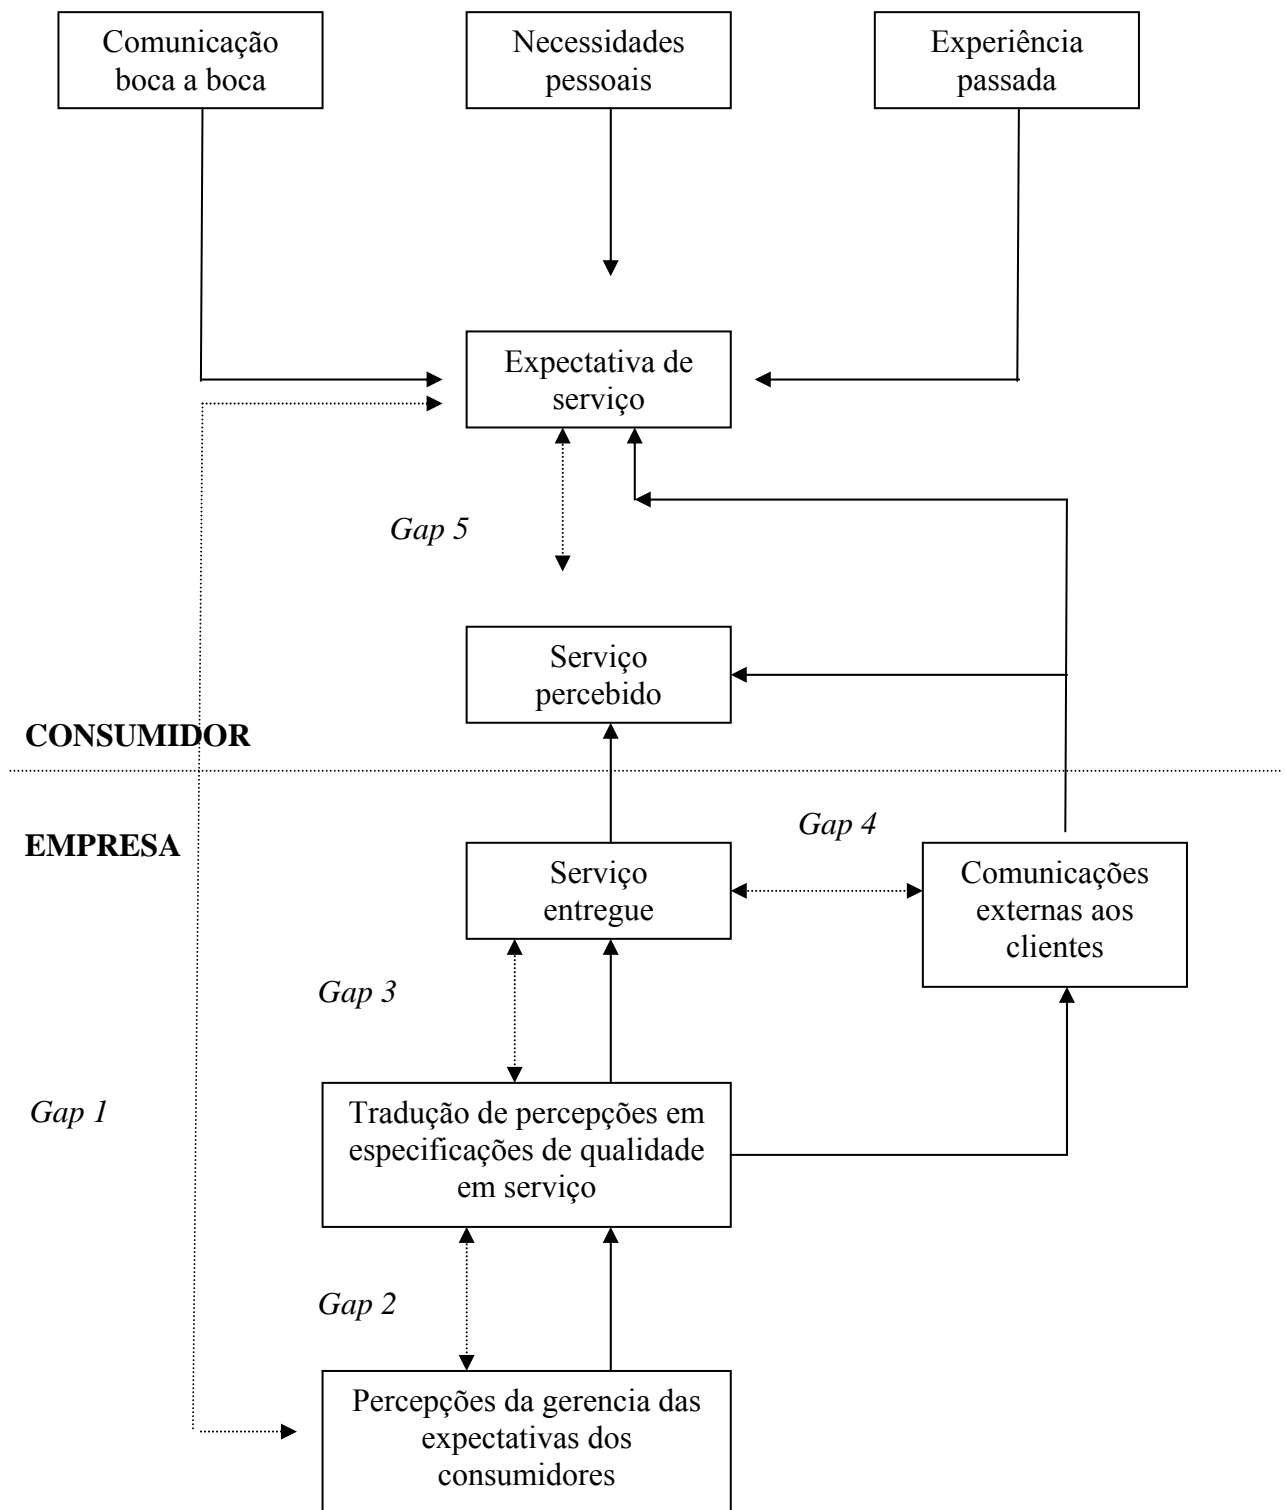 Comunicação
boca a boca
Necessidades
pessoais
Experiência
passada
Expectativa de
serviço
Gap 5
Serviço
percebido
CONSUMIDOR
EMPRESA
Gap 4
Serviço
entregue
Comunicações
externas aos
clientes
Gap 3
Gap 1
Tradução de percepções em
especificações de qualidade
em serviço
Gap 2
Percepções da gerencia das
expectativas dos
consumidores